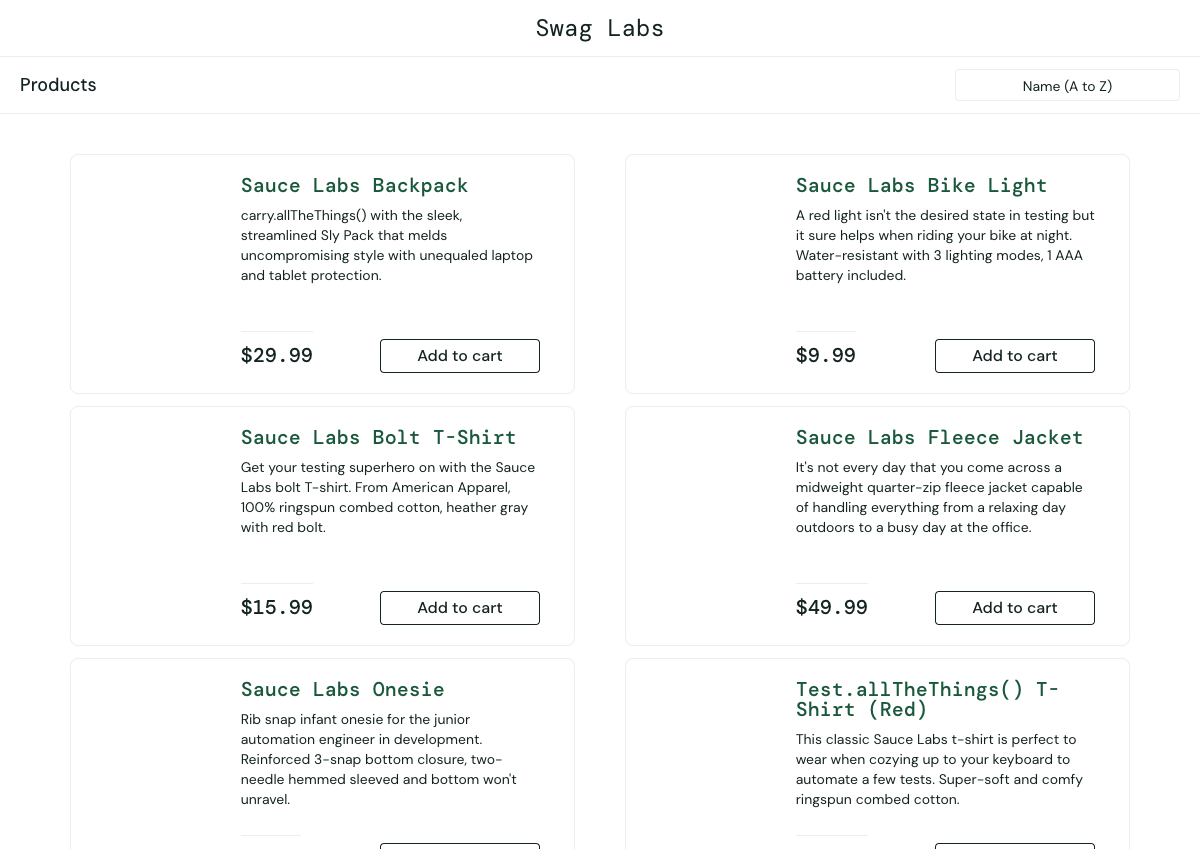 Swag Labs
Products
Name (A to Z)
Sauce Labs Backpack
carry.allTheThings() with the sleek,
streamlined Sly Pack that melds
uncompromising style with unequaled laptop
and tablet protection.
$29.99
Add to cart
Sauce Labs Bike Light
A red light isn't the desired state in testing but
it sure helps when riding your bike at night.
Water-resistant with 3 lighting modes, 1 AAA
battery included.
$9.99
Add to cart
Sauce Labs Bolt T-Shirt
Get your testing superhero on with the Sauce
Labs bolt T-shirt. From American Apparel,
100% ringspun combed cotton, heather gray
with red bolt.
$15.99
Add to cart
Sauce Labs Fleece Jacket
It's not every day that you come across a
midweight quarter-zip fleece jacket capable
of handling everything from a relaxing day
outdoors to a busy day at the office.
$49.99
Add to cart
Sauce Labs Onesie
Rib snap infant onesie for the junior
automation engineer in development.
Reinforced 3-snap bottom closure, two-
needle hemmed sleeved and bottom won't
unravel.
Test.allTheThings() T-
Shirt (Red)
This classic Sauce Labs t-shirt is perfect to
wear when cozying up to your keyboard to
automate a few tests. Super-soft and comfy
ringspun combed cotton.